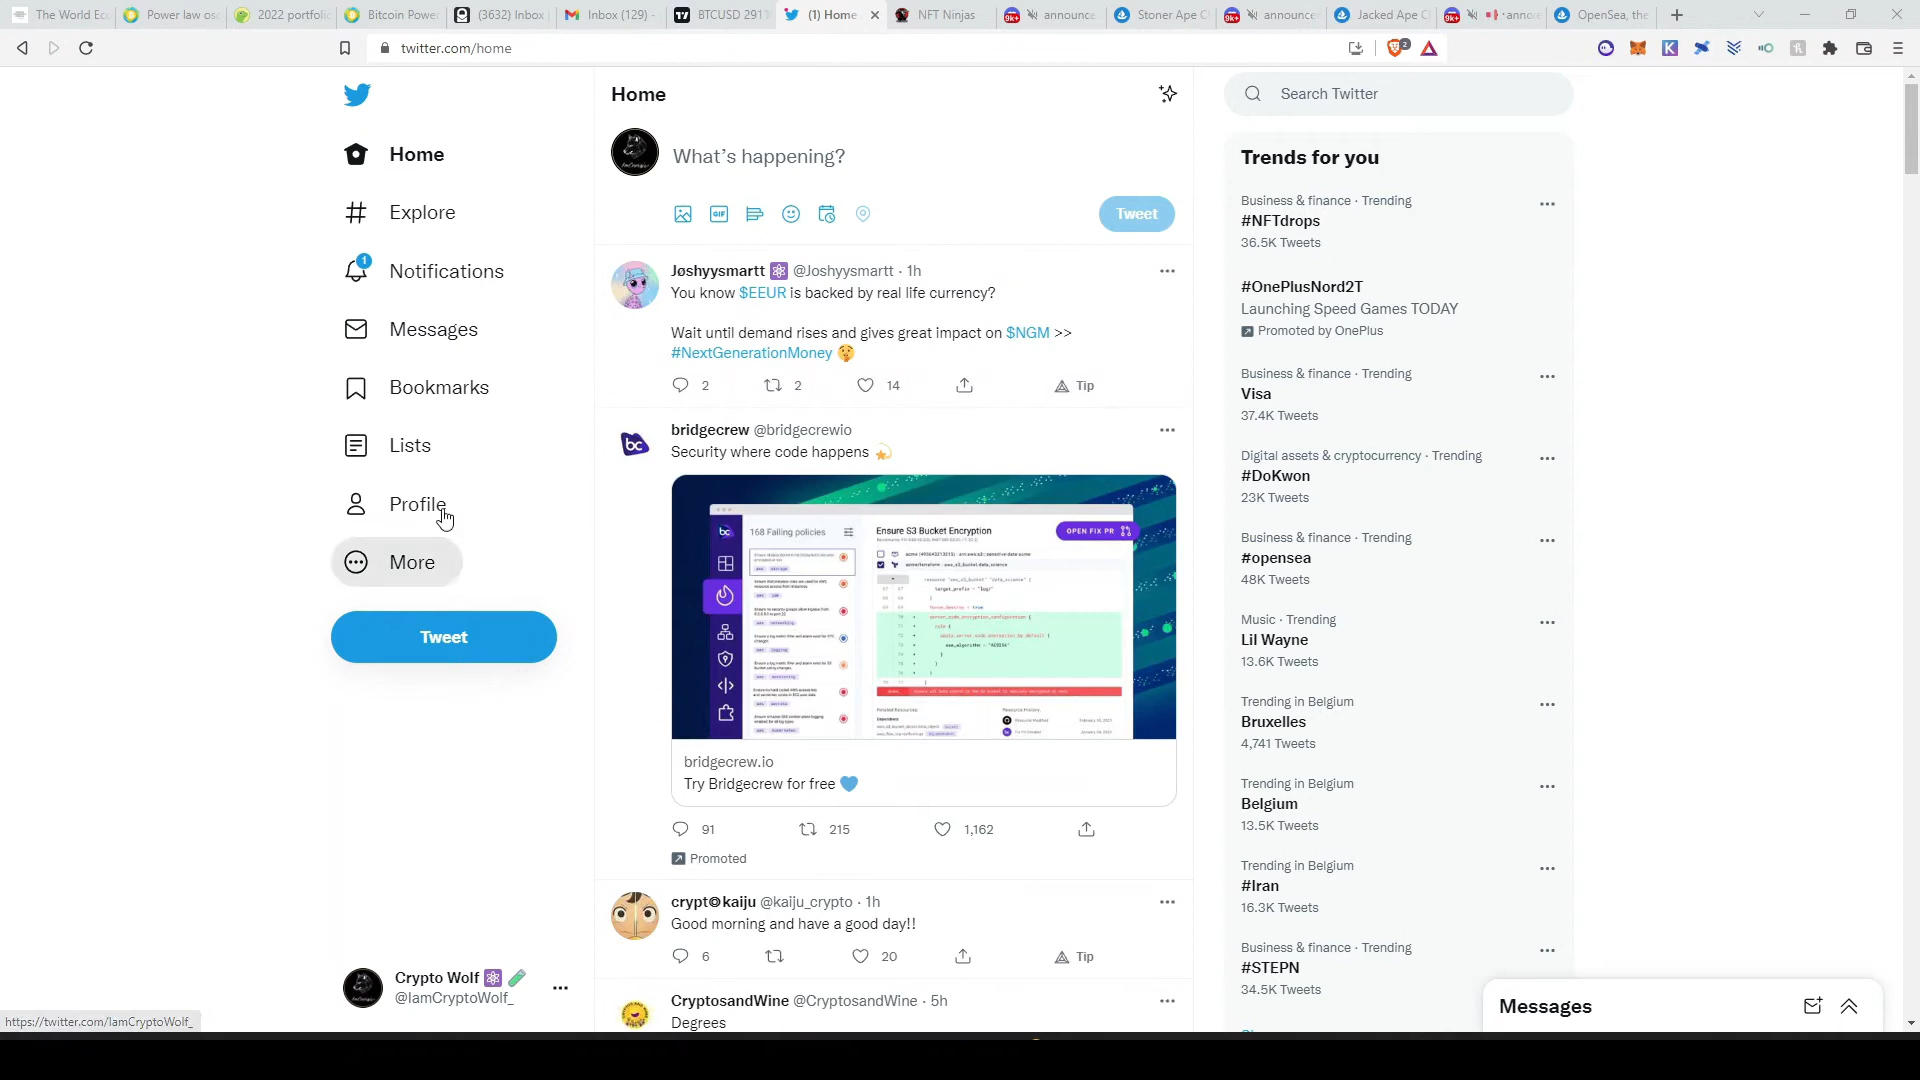 The World Ec
Power law osc
2022 portfolio
Bitcoin Power
(3632) Inbox
Inbox (129) -
BTCUSD 291
(1) Home
NFT Ninjas
announce
Stoner Ape C
announce
Jacked Ape C
annou
OpenSea, the
twitter.com/home
Home
Explore
1
Notifications
Messages
Bookmarks
Lists
Profile
More
Tweet
Crypto Wolf
@IamCryptoWolf_
https://twitter.com/IamCryptoWolf_
Home
What's happening?
GIF
Tweet
Jøshyysmartt @Joshyysmartt · 1h
You know $EEUR is backed by real life currency?
Wait until demand rises and gives great impact on $NGM >>
#NextGenerationMoney
2 2 14 Tip
bridgecrew @bridgecrewio
Security where code happens
bc
168 Failing policies
Ensure S3 Bucket Encryption
OPEN FIX PR
bridgecrew.io
Try Bridgecrew for free
91 215 1,162
Promoted
crypt@kaiju @kaiju_crypto · 1h
Good morning and have a good day!!
6 20 Tip
CryptosandWine @CryptosandWine · 5h
Degrees
Search Twitter
Trends for you
Business & finance · Trending
#NFTdrops
36.5K Tweets
#OnePlusNord2T
Launching Speed Games TODAY
Promoted by OnePlus
Business & finance · Trending
Visa
37.4K Tweets
Digital assets & cryptocurrency · Trending
#DoKwon
23K Tweets
Business & finance · Trending
#opensea
48K Tweets
Music · Trending
Lil Wayne
13.6K Tweets
Trending in Belgium
Bruxelles
4,741 Tweets
Trending in Belgium
Belgium
13.5K Tweets
Trending in Belgium
#Iran
16.3K Tweets
Business & finance · Trending
#STEPN
34.5K Tweets
Messages